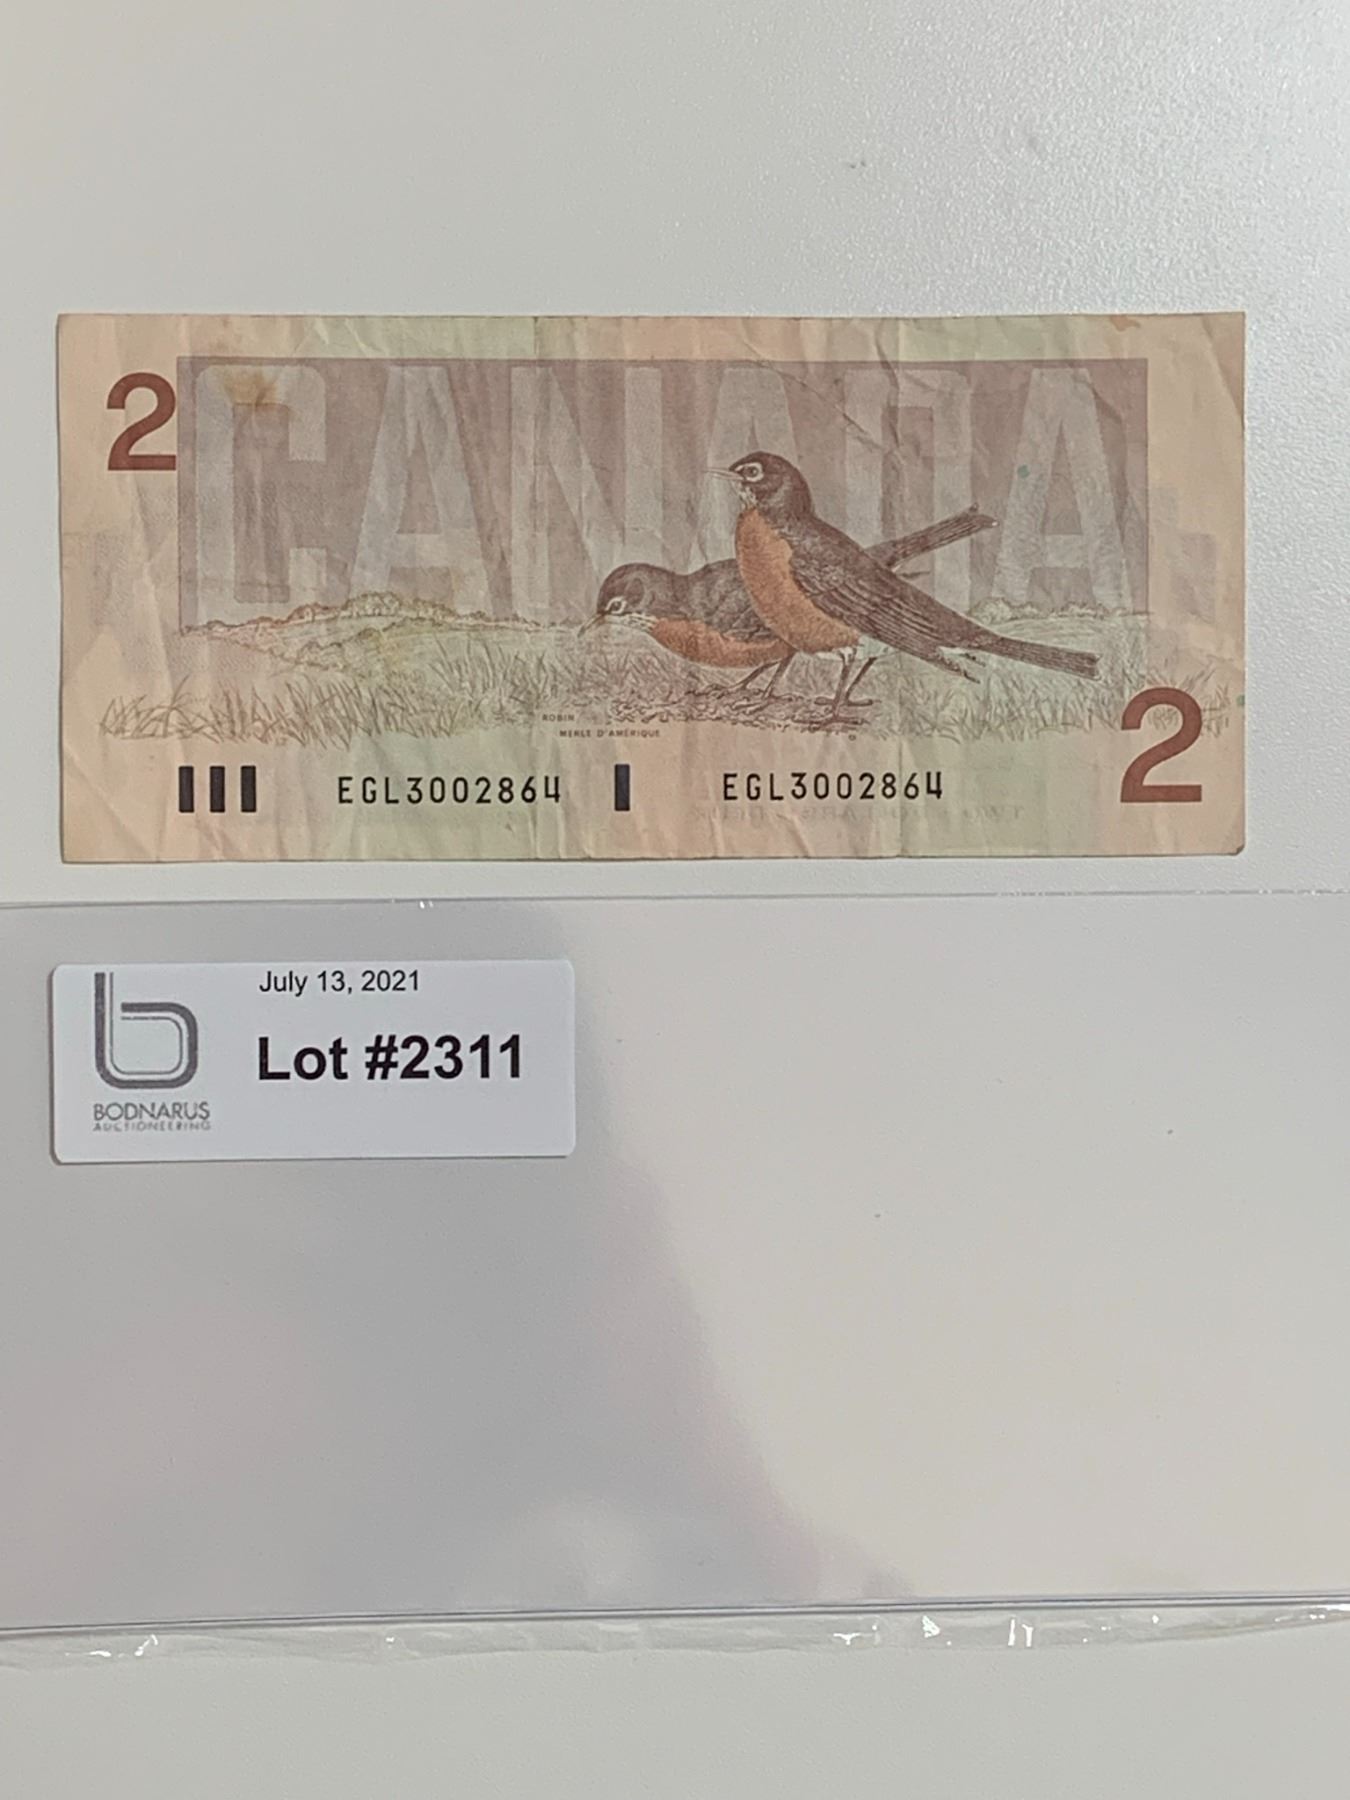 2
CANADA
ROBIN
MERLE D'AMÉRIQUE
2
EGL3002864 EGL3002864
July 13, 2021
Lot #2311
BODNARUS
AUCTIONEERING